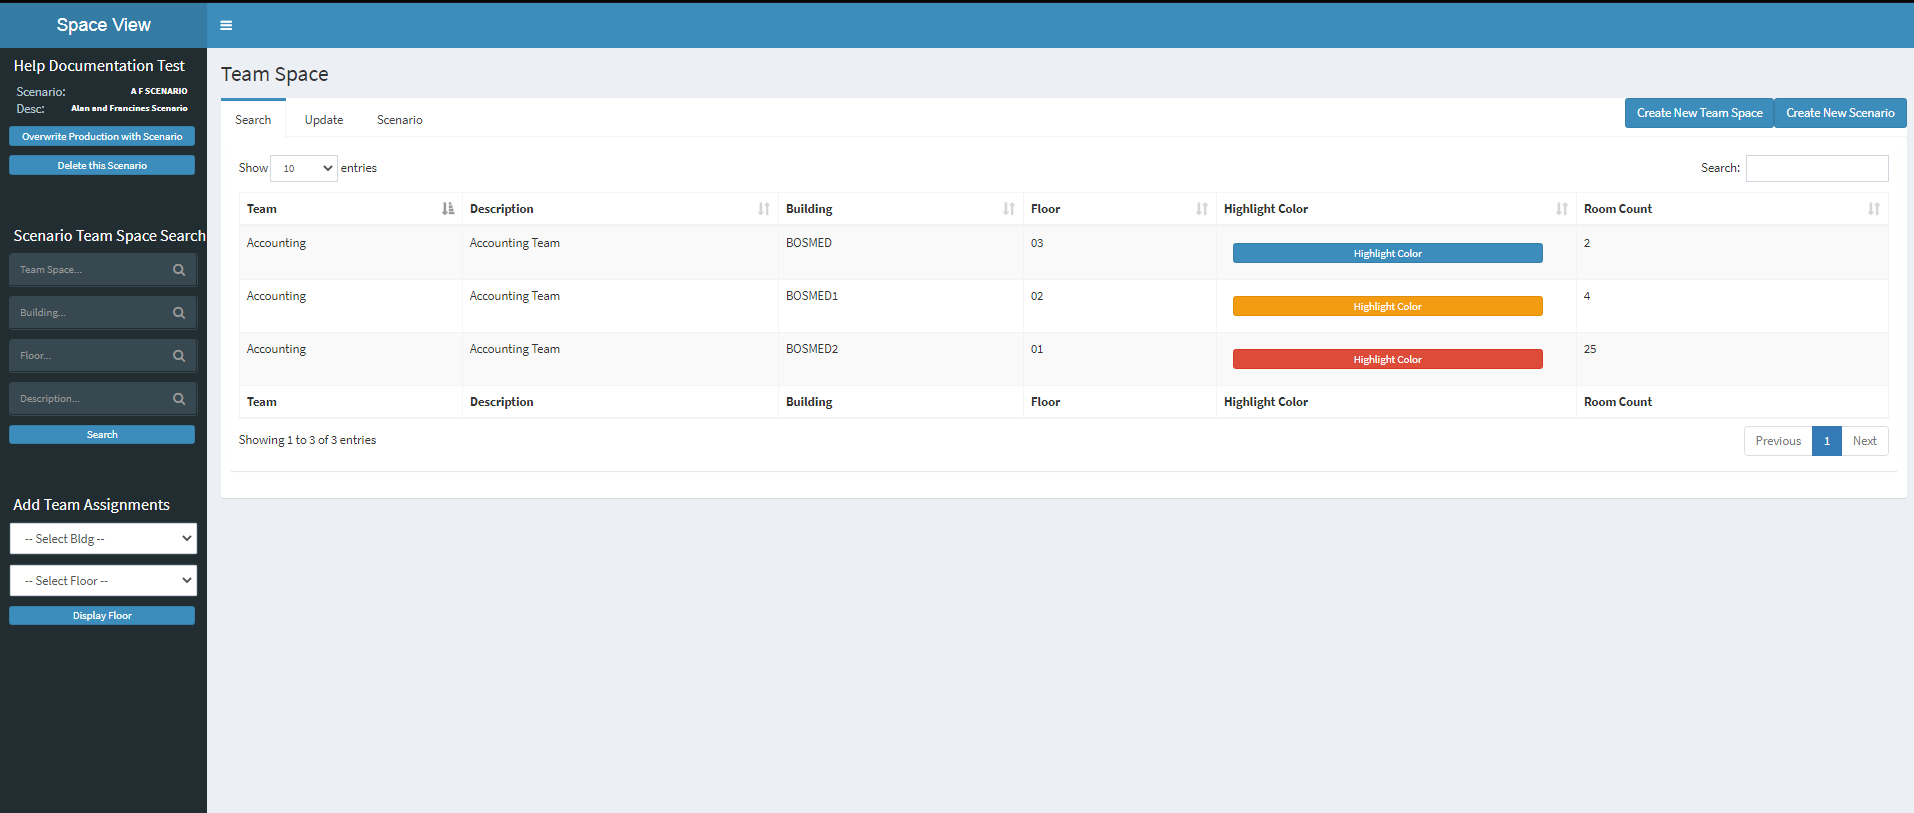 Space View
Help Documentation Test
Scenario: A F SCENARIO
Desc: Alan and Francines Scenario
Overwrite Production with Scenario
Delete this Scenario
Scenario Team Space Search
Team Space...
Building...
Floor...
Description...
Search
Add Team Assignments
-- Select Bldg --
-- Select Floor --
Display Floor
Team Space
Search Update Scenario
Create New Team Space Create New Scenario
Show 10 entries
Search:
Team Description Building Floor Highlight Color Room Count
Accounting Accounting Team BOSMED 03 Highlight Color 2
Accounting Accounting Team BOSMED1 02 Highlight Color 4
Accounting Accounting Team BOSMED2 01 Highlight Color 25
Team Description Building Floor Highlight Color Room Count
Showing 1 to 3 of 3 entries
Previous 1 Next